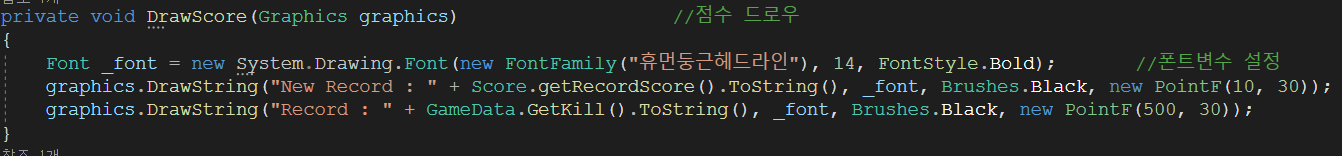 private void DrawScore(Graphics graphics) //점수 드로우
{
Font _font = new System.Drawing.Font(new FontFamily("휴먼둥근헤드라인"), 14, FontStyle.Bold); //폰트변수 설정
graphics.DrawString("New Record : " + Score.getRecordScore().ToString(), _font, Brushes.Black, new PointF(10, 30));
graphics.DrawString("Record : " + GameData.GetKill().ToString(), _font, Brushes.Black, new PointF(500, 30));
}